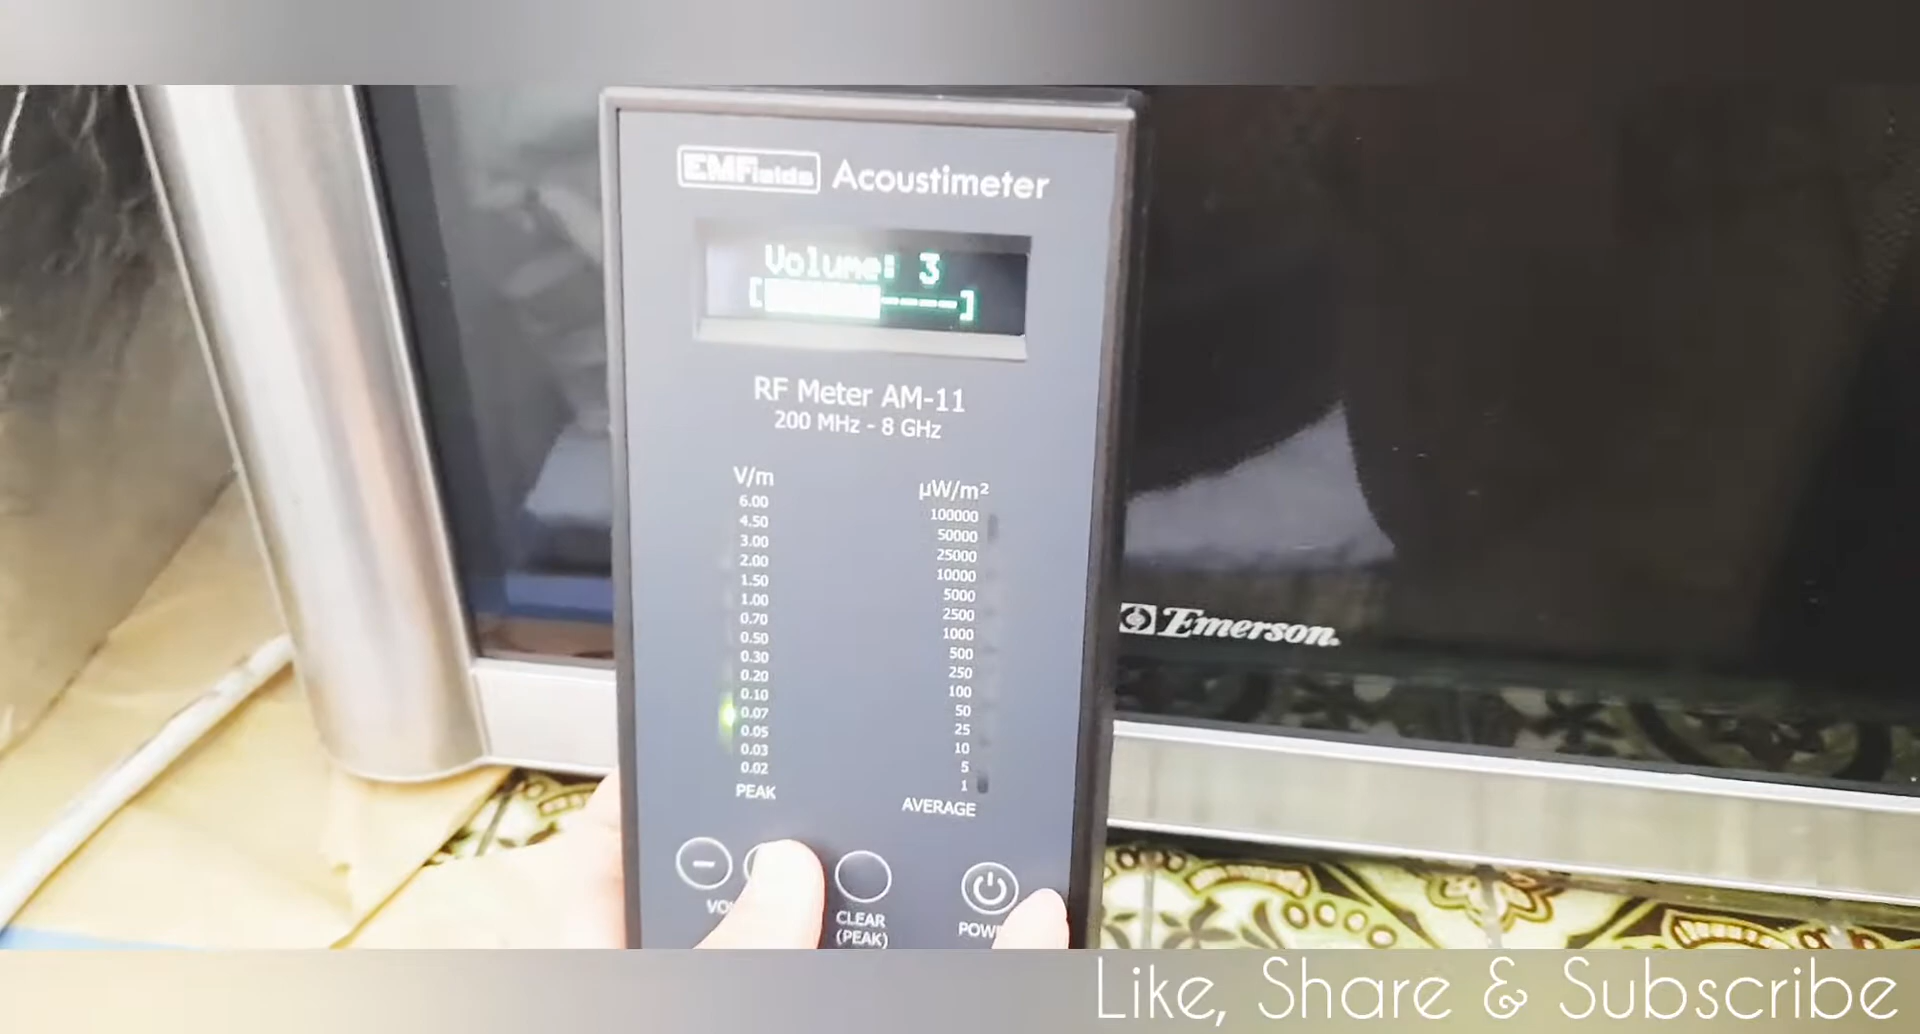 EMFields Acoustimeter
Volume: 3
[-----]
RF Meter AM-11
200 MHz - 8 GHz
V/m
6.00
4.50
3.00
2.00
1.50
1.00
0.70
0.50
0.30
0.20
0.10
0.07
0.05
0.03
0.02
PEAK
µW/m²
100000
50000
25000
10000
5000
2500
1000
500
250
100
50
25
10
5
1
AVERAGE
CLEAR
(PEAK)
Emerson.
Like, Share & Subscribe